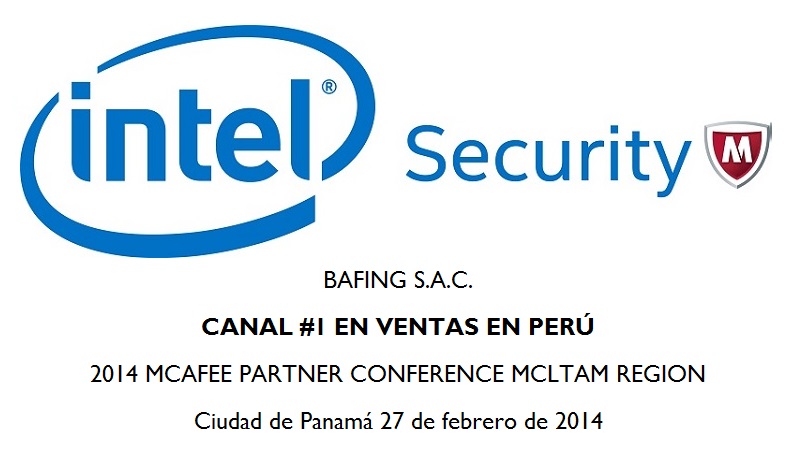 intel® Security M
BAFING S.A.C.
CANAL #1 EN VENTAS EN PERÚ
2014 MCAFEE PARTNER CONFERENCE MCLTAM REGION
Ciudad de Panamá 27 de febrero de 2014